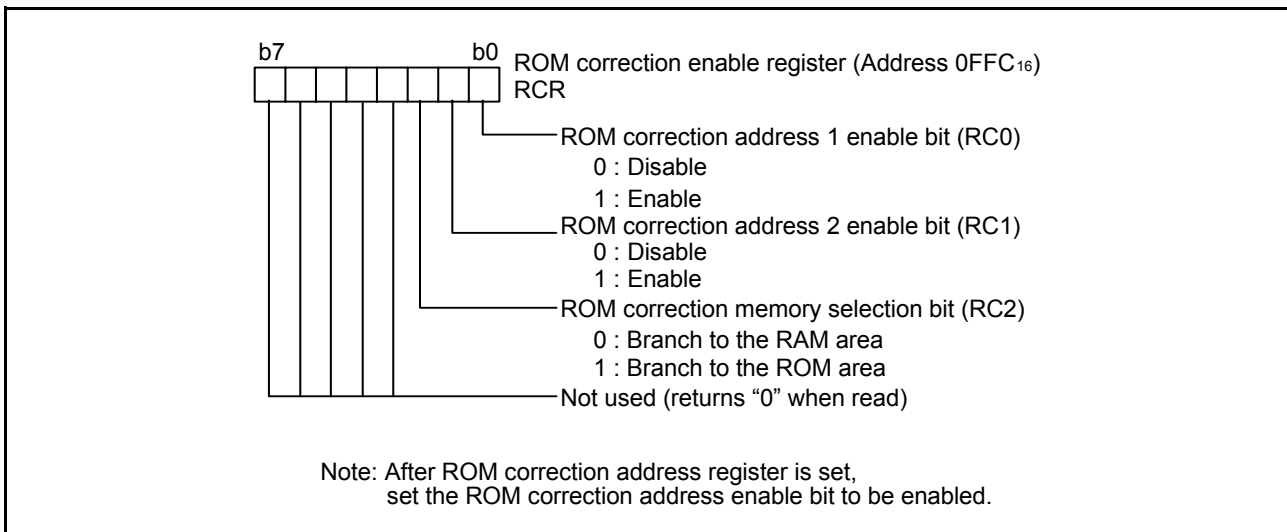 b7 b0
ROM correction enable register (Address 0FFC₁₆)
RCR
ROM correction address 1 enable bit (RC0)
0 : Disable
1 : Enable
ROM correction address 2 enable bit (RC1)
0 : Disable
1 : Enable
ROM correction memory selection bit (RC2)
0 : Branch to the RAM area
1 : Branch to the ROM area
Not used (returns “0” when read)
Note: After ROM correction address register is set,
set the ROM correction address enable bit to be enabled.